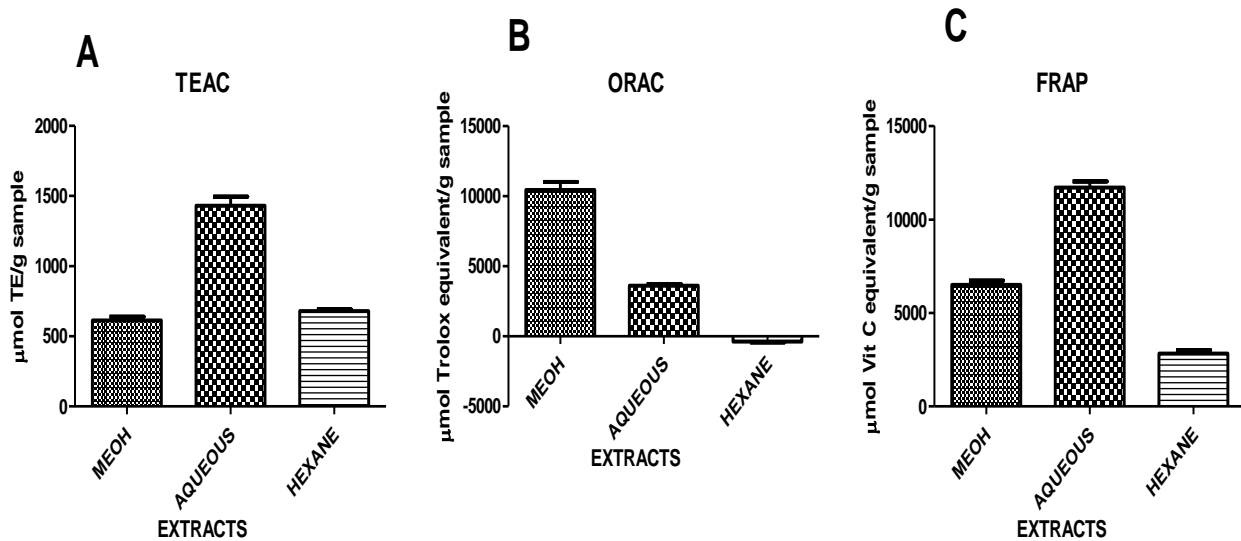 A
TEAC
μmol TE/g sample
2000
1500
1000
500
0
MEOH
AQUEOUS
HEXANE
EXTRACTS
B
ORAC
μmol Trolox equivalent/g sample
15000
10000
5000
0
-5000
MEOH
AQUEOUS
HEXANE
EXTRACTS
C
FRAP
μmol Vit C equivalent/g sample
15000
10000
5000
0
MEOH
AQUEOUS
HEXANE
EXTRACTS